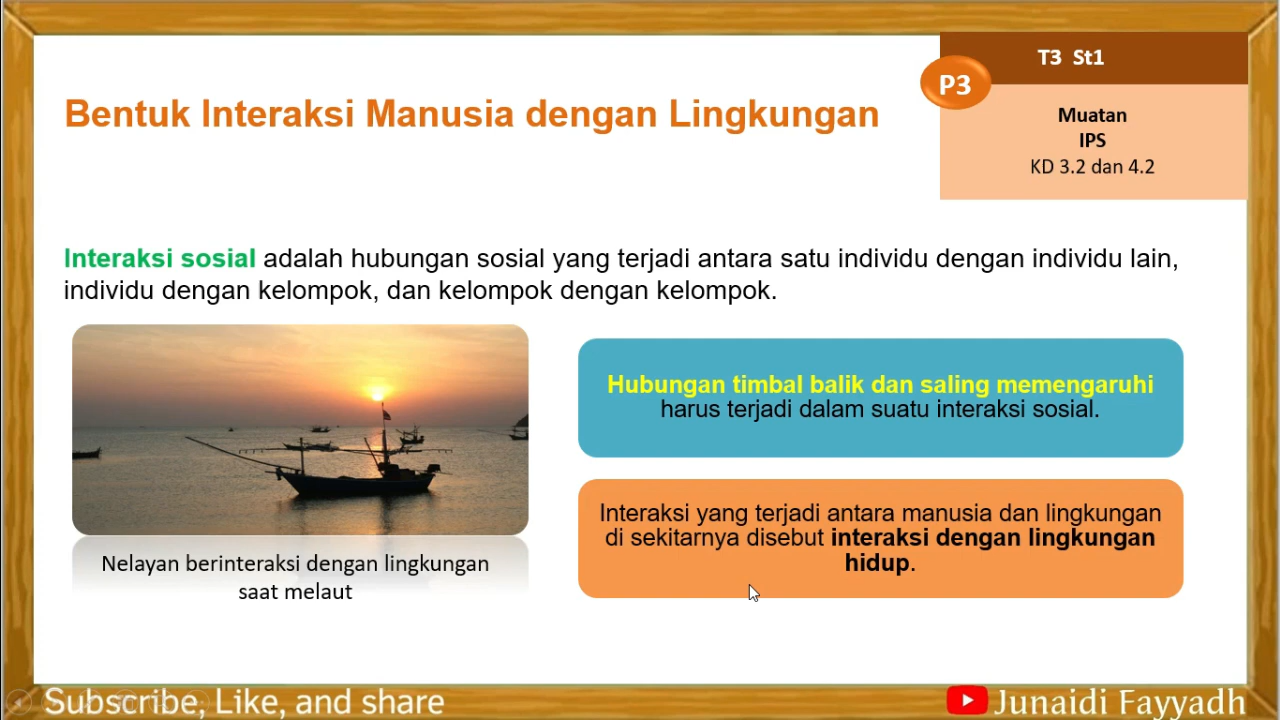 T3 St1
P3
Bentuk Interaksi Manusia dengan Lingkungan
Muatan
IPS
KD 3.2 dan 4.2
Interaksi sosial adalah hubungan sosial yang terjadi antara satu individu dengan individu lain,
individu dengan kelompok, dan kelompok dengan kelompok.
Hubungan timbal balik dan saling memengaruhi
harus terjadi dalam suatu interaksi sosial.
Interaksi yang terjadi antara manusia dan lingkungan
di sekitarnya disebut interaksi dengan lingkungan
hidup.
Nelayan berinteraksi dengan lingkungan
saat melaut
Subscribe, Like, and share
Junaidi Fayyadh